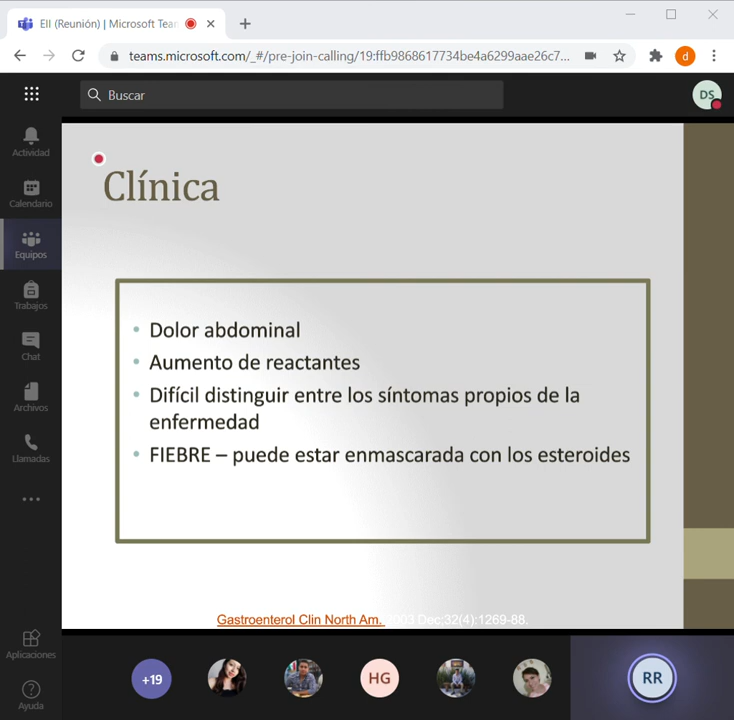 EII (Reunión) | Microsoft Team
teams.microsoft.com/_#/pre-join-calling/19:ffb9868617734be4a6299aae26c7...
d
Buscar
DS
Actividad
Calendario
Equipos
Trabajos
Chat
Archivos
Llamadas
Aplicaciones
Ayuda
Clínica
• Dolor abdominal
• Aumento de reactantes
• Difícil distinguir entre los síntomas propios de la
enfermedad
• FIEBRE – puede estar enmascarada con los esteroides
Gastroenterol Clin North Am. 2003 Dec;32(4):1269-88.
+19
HG
RR